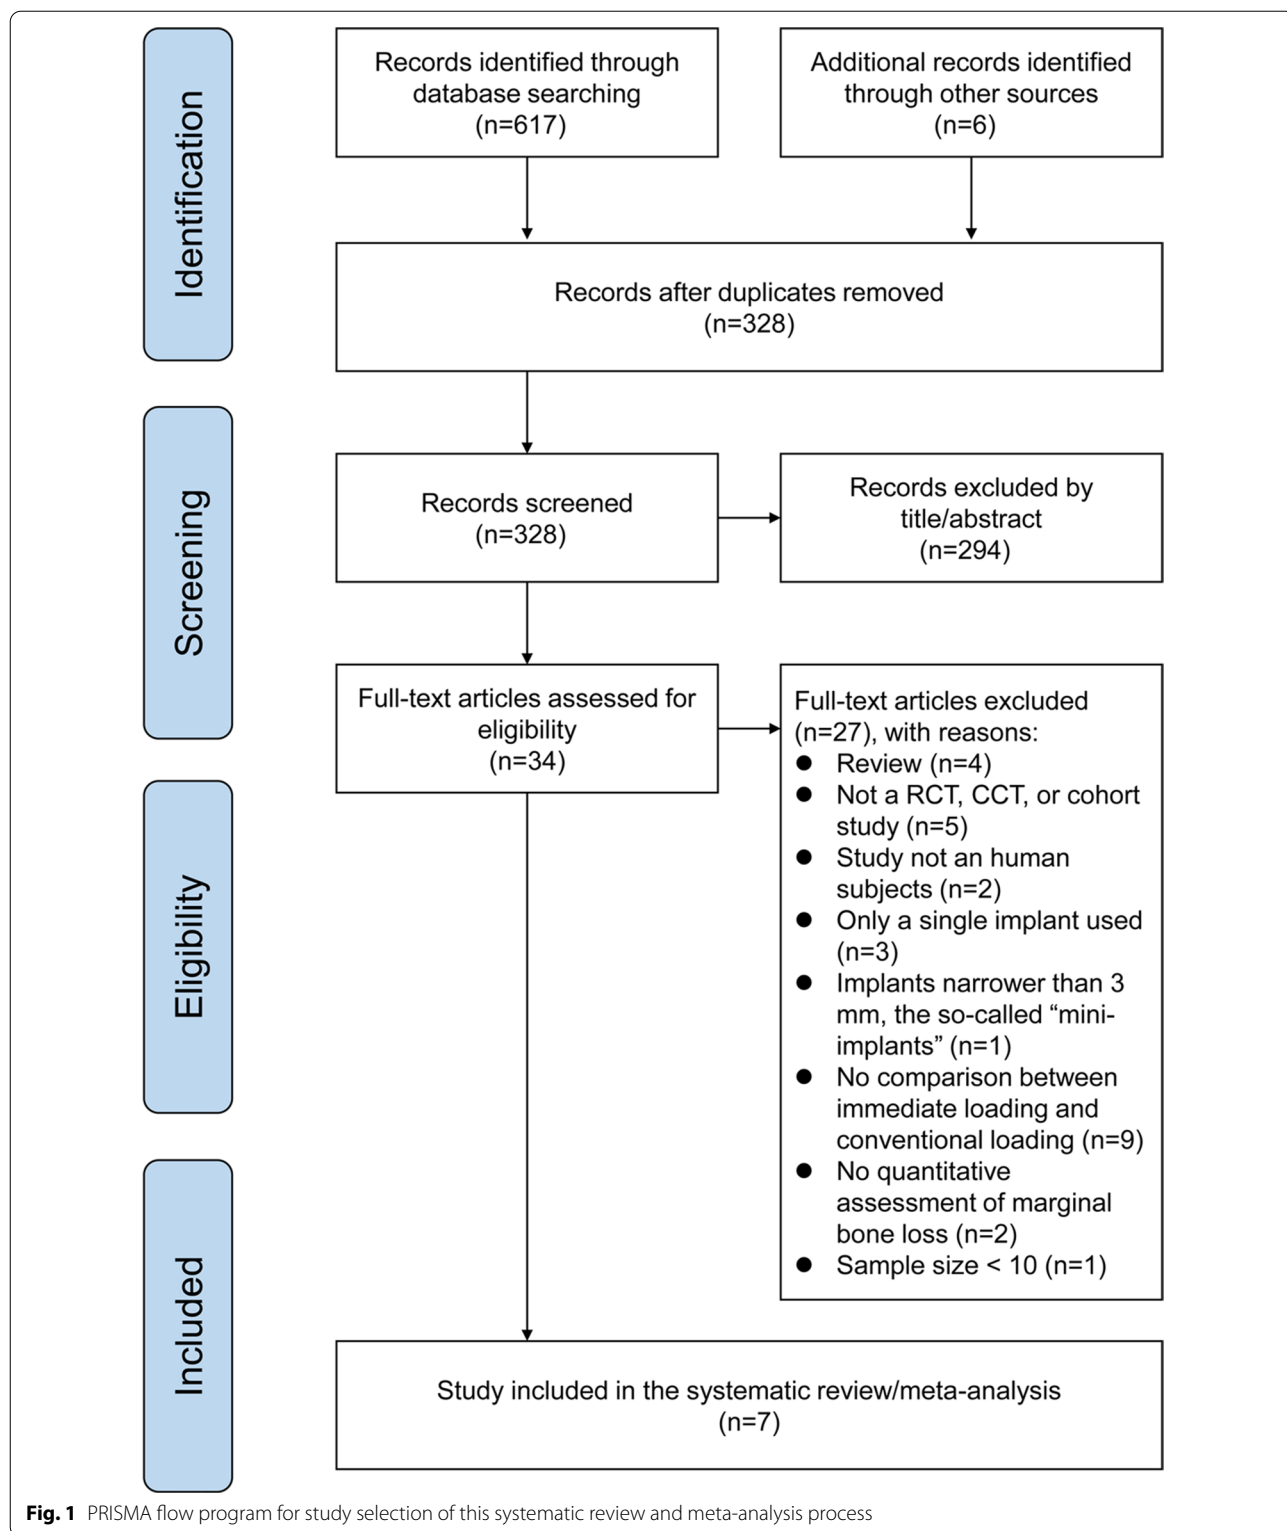 Identification
Records identified through
database searching
(n=617)
Additional records identified
through other sources
(n=6)
Records after duplicates removed
(n=328)
Screening
Records screened
(n=328)
Records excluded by
title/abstract
(n=294)
Full-text articles assessed for
eligibility
(n=34)
Full-text articles excluded
(n=27), with reasons:
● Review (n=4)
● Not a RCT, CCT, or cohort
study (n=5)
● Study not an human
subjects (n=2)
● Only a single implant used
(n=3)
● Implants narrower than 3
mm, the so-called “mini-
implants” (n=1)
● No comparison between
immediate loading and
conventional loading (n=9)
● No quantitative
assessment of marginal
bone loss (n=2)
● Sample size < 10 (n=1)
Eligibility
Included
Study included in the systematic review/meta-analysis
(n=7)
Fig. 1 PRISMA flow program for study selection of this systematic review and meta-analysis process